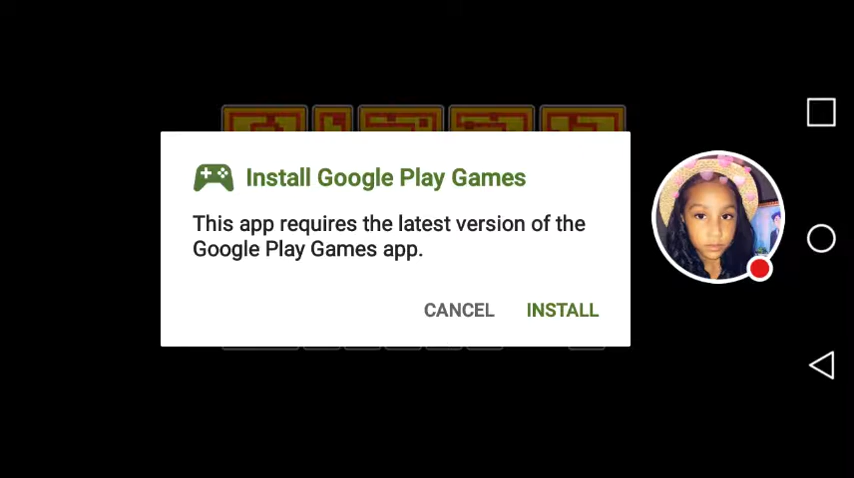 Install Google Play Games
This app requires the latest version of the
Google Play Games app.
CANCEL INSTALL